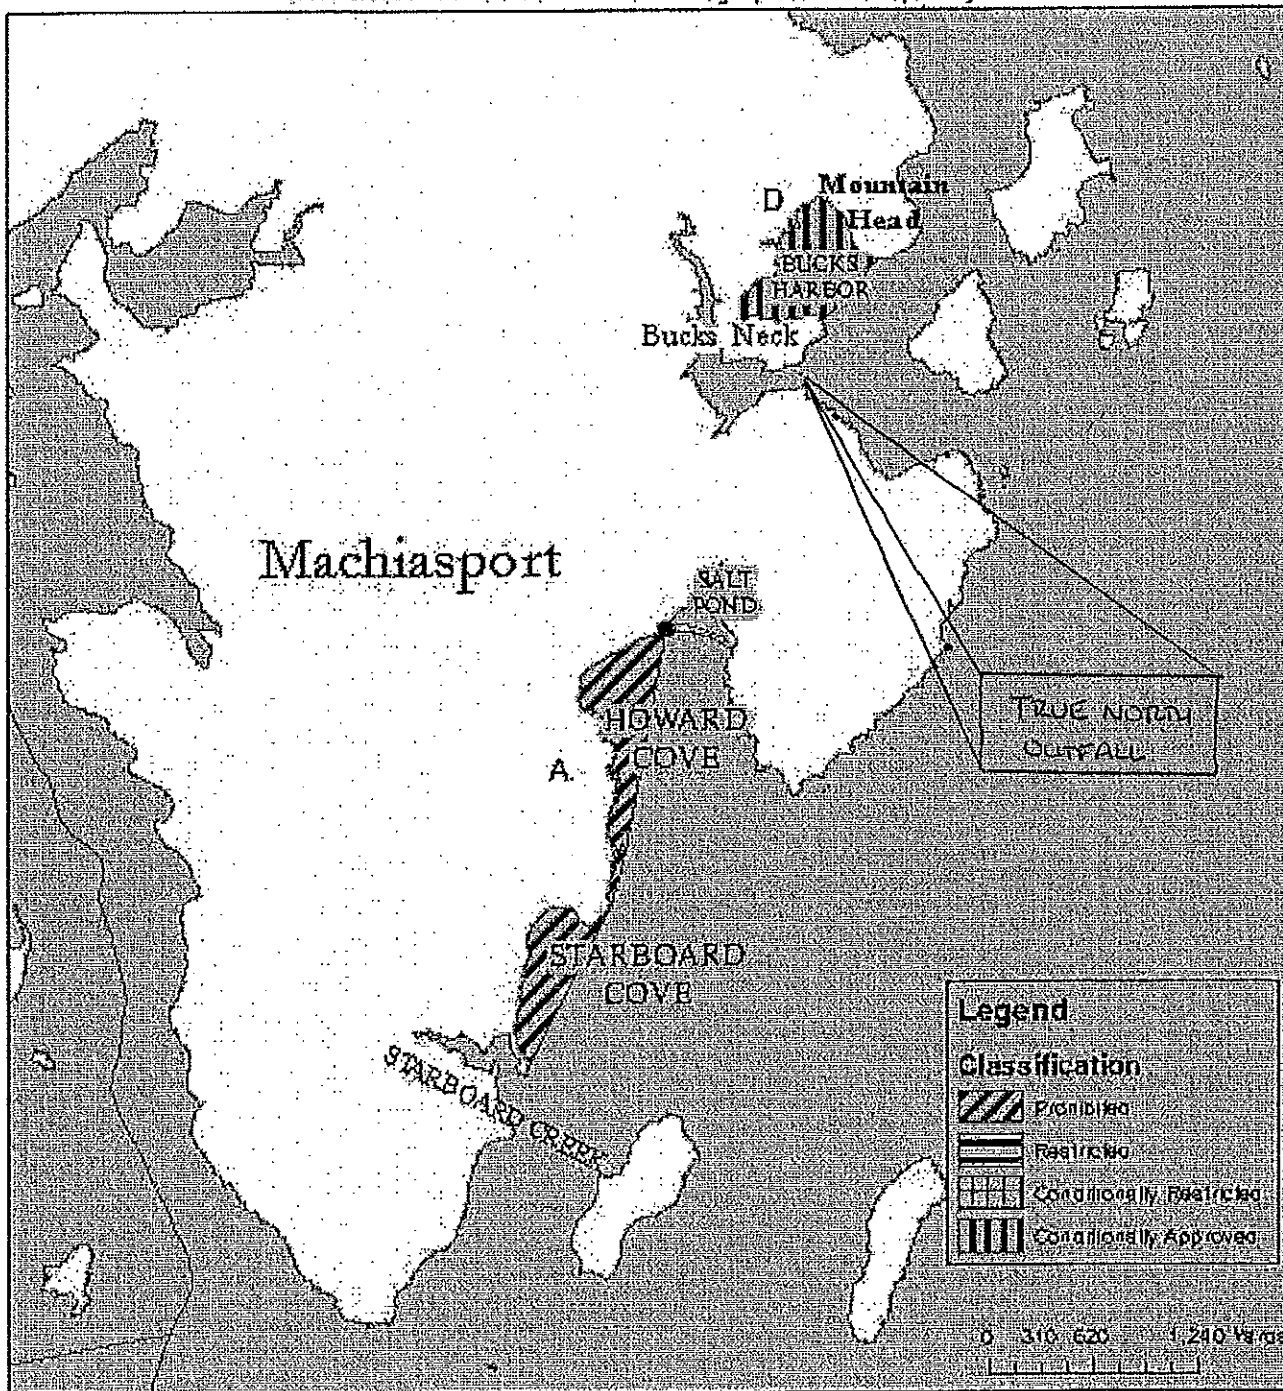 D
Mountain
Head
BUCKS
HARBOR
Bucks Neck
Machiasport
SALT
POND
TRUE NORTH
OUTFALL
HOWARD
COVE
A
STARBOARD
COVE
STARBOARD CREEK
Legend
Classification
Prohibited
Restricted
Conditionally Restricted
Conditionally Approved
0 310 620 1,240 Yards